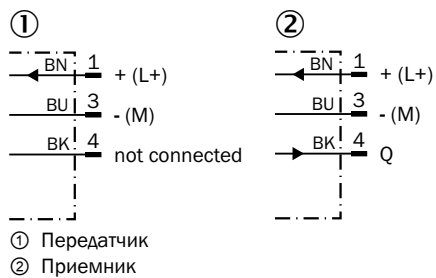 ① ②
BN 1 + (L+)
BU 3 - (M)
BK 4 not connected
BN 1 + (L+)
BU 3 - (M)
BK 4 Q
① Передатчик
② Приемник